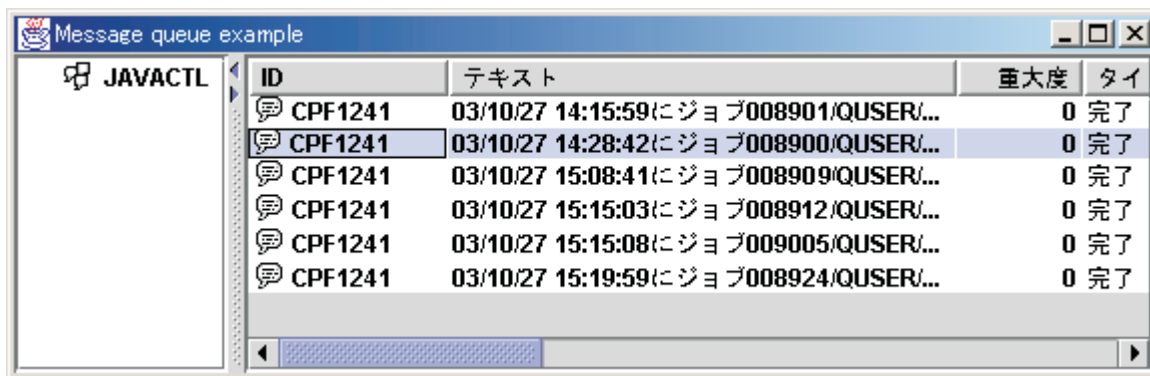 Message queue example
JAVACTL
ID テキスト 重大度 タイ
CPF1241 03/10/27 14:15:59にジョブ008901/QUSER/... 0 完了
CPF1241 03/10/27 14:28:42にジョブ008900/QUSER/... 0 完了
CPF1241 03/10/27 15:08:41にジョブ008909/QUSER/... 0 完了
CPF1241 03/10/27 15:15:03にジョブ008912/QUSER/... 0 完了
CPF1241 03/10/27 15:15:08にジョブ009005/QUSER/... 0 完了
CPF1241 03/10/27 15:19:59にジョブ008924/QUSER/... 0 完了